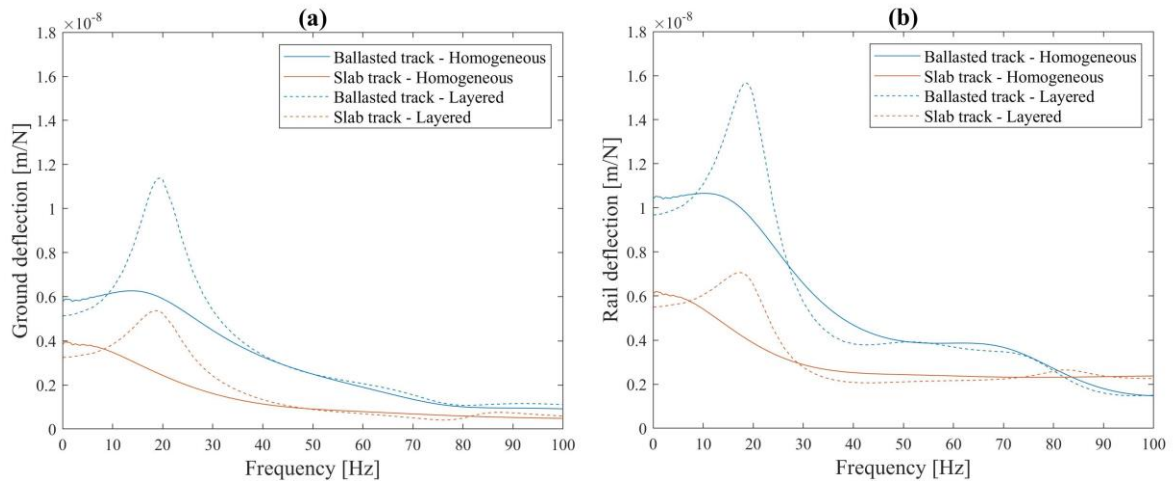 (a)
×10⁻⁸
1.8
1.6
1.4
1.2
1
0.8
0.6
0.4
0.2
0
Ground deflection [m/N]
Ballasted track - Homogeneous
Slab track - Homogeneous
Ballasted track - Layered
Slab track - Layered
0 10 20 30 40 50 60 70 80 90 100
Frequency [Hz]
(b)
×10⁻⁸
1.8
1.6
1.4
1.2
1
0.8
0.6
0.4
0.2
0
Rail deflection [m/N]
Ballasted track - Homogeneous
Slab track - Homogeneous
Ballasted track - Layered
Slab track - Layered
0 10 20 30 40 50 60 70 80 90 100
Frequency [Hz]